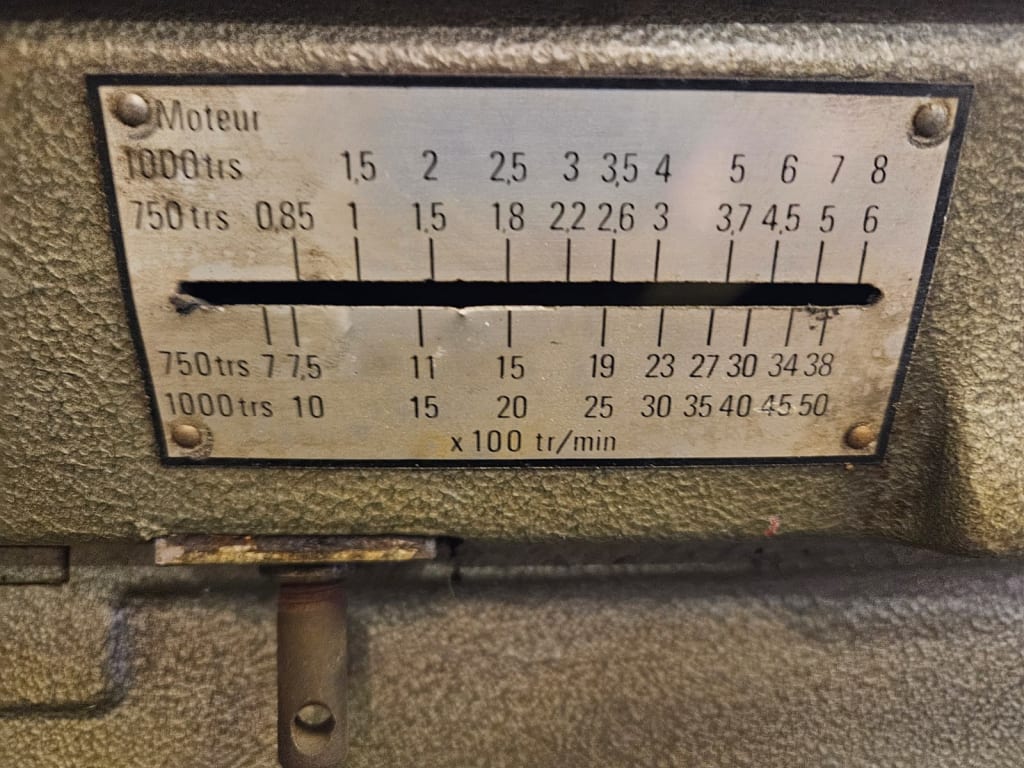 Moteur
1000trs 1,5 2 2,5 3 3,5 4 5 6 7 8
750trs 0,85 1 1,5 1,8 2,2 2,6 3 3,7 4,5 5 6
750trs 7 7,5 11 15 19 23 27 30 34 38
1000trs 10 15 20 25 30 35 40 45 50
x 100 tr/min